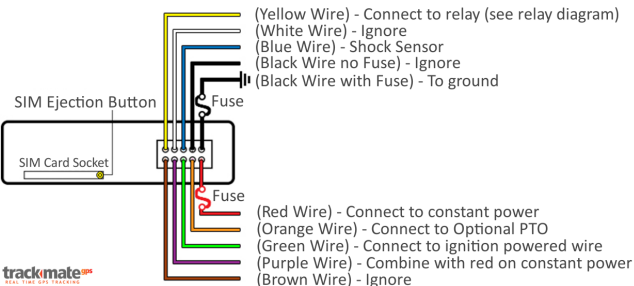 (Yellow Wire) - Connect to relay (see relay diagram)
(White Wire) - Ignore
(Blue Wire) - Shock Sensor
(Black Wire no Fuse) - Ignore
(Black Wire with Fuse) - To ground
SIM Ejection Button
Fuse
SIM Card Socket
Fuse
(Red Wire) - Connect to constant power
(Orange Wire) - Connect to Optional PTO
(Green Wire) - Connect to ignition powered wire
(Purple Wire) - Combine with red on constant power
(Brown Wire) - Ignore
trackmate gps
REAL TIME GPS TRACKING